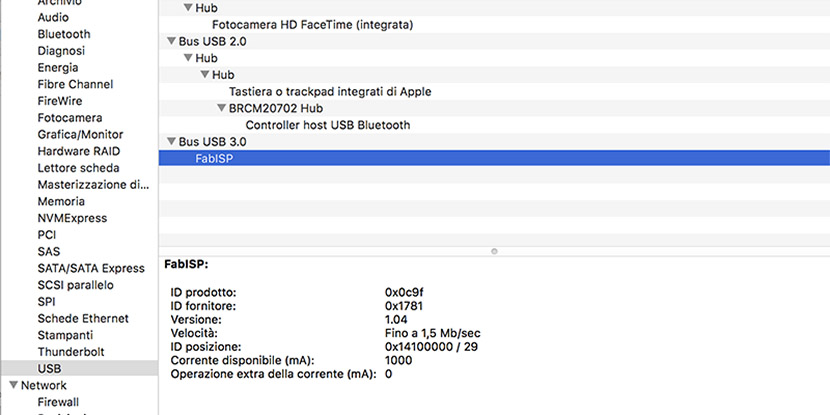 Archivio
Audio
Bluetooth
Diagnosi
Energia
Fibre Channel
FireWire
Fotocamera
Grafica/Monitor
Hardware RAID
Lettore scheda
Masterizzazione di...
Memoria
NVMExpress
PCI
SAS
SATA/SATA Express
SCSI parallelo
SPI
Schede Ethernet
Stampanti
Thunderbolt
USB
Network
Firewall
Hub
Fotocamera HD FaceTime (integrata)
Bus USB 2.0
Hub
Hub
Tastiera o trackpad integrati di Apple
BRCM20702 Hub
Controller host USB Bluetooth
Bus USB 3.0
FabISP
FabISP:
ID prodotto: 0x0c9f
ID fornitore: 0x1781
Versione: 1.04
Velocità: Fino a 1,5 Mb/sec
ID posizione: 0x14100000 / 29
Corrente disponibile (mA): 1000
Operazione extra della corrente (mA): 0